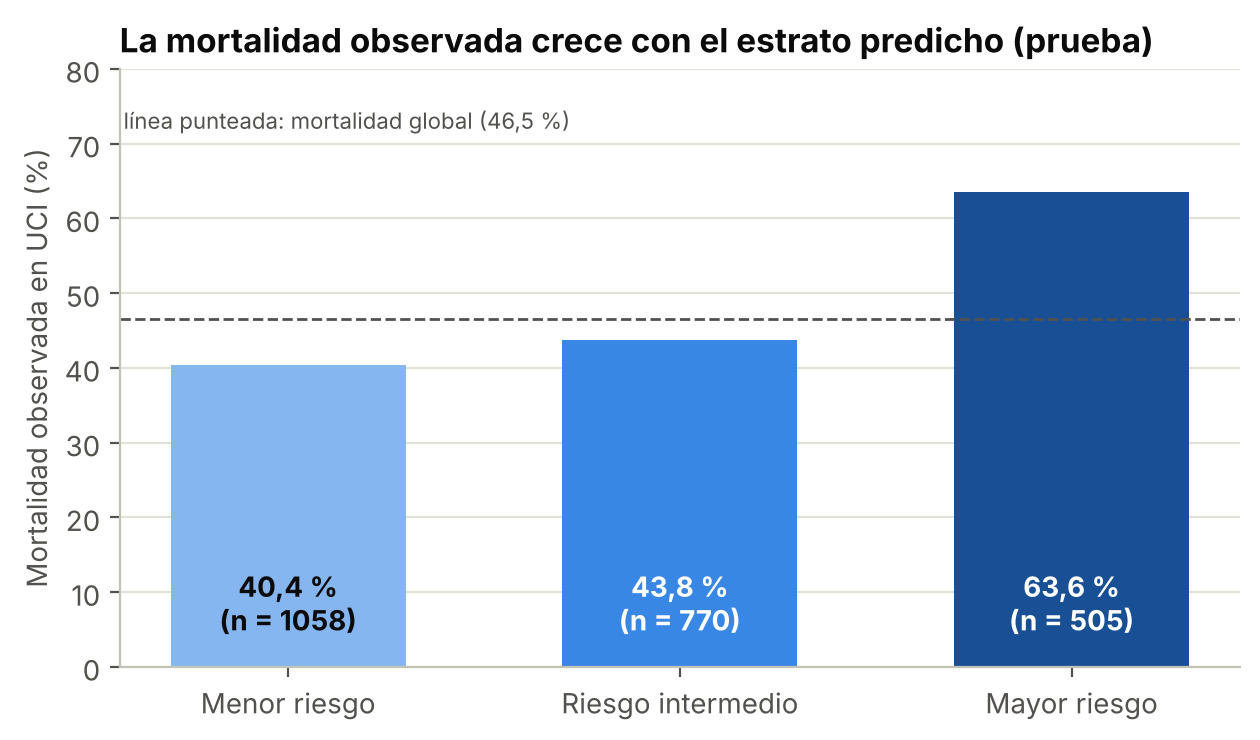 La mortalidad observada crece con el estrato predicho (prueba)
línea punteada: mortalidad global (46,5 %)
Mortalidad observada en UCI (%)
80
70
60
50
40
30
20
10
0
40,4 %
(n = 1058)
43,8 %
(n = 770)
63,6 %
(n = 505)
Menor riesgo
Riesgo intermedio
Mayor riesgo